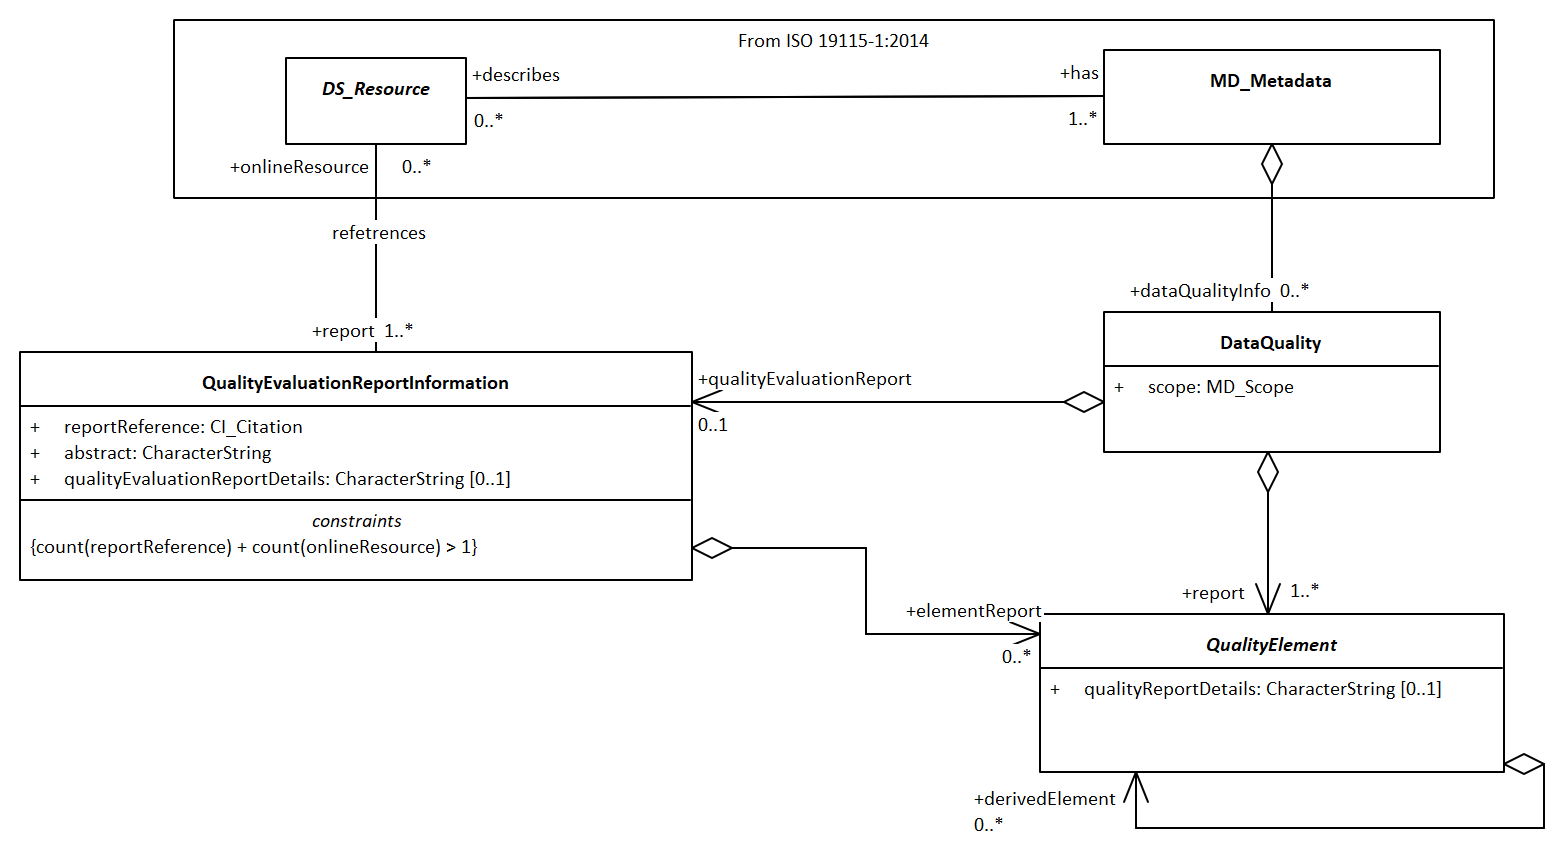 From ISO 19115-1:2014
DS_Resource
+describes
0..*
+has
1..*
MD_Metadata
+onlineResource 0..*
refetrences
+report 1..*
+dataQualityInfo 0..*
QualityEvaluationReportInformation
+ reportReference: CI_Citation
+ abstract: CharacterString
+ qualityEvaluationReportDetails: CharacterString [0..1]
constraints
{count(reportReference) + count(onlineResource) > 1}
+qualityEvaluationReport
0..1
DataQuality
+ scope: MD_Scope
+report 1..*
+elementReport
0..*
QualityElement
+ qualityReportDetails: CharacterString [0..1]
+derivedElement
0..*